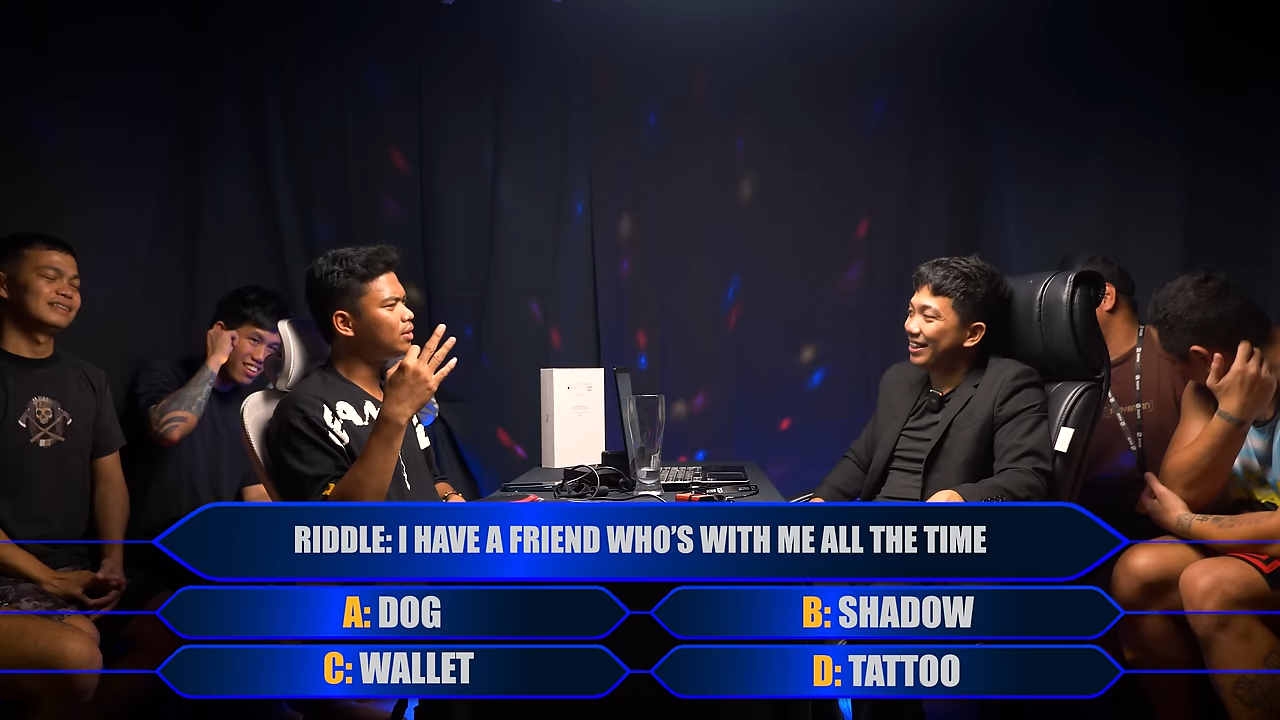 RIDDLE: I HAVE A FRIEND WHO'S WITH ME ALL THE TIME
A: DOG
B: SHADOW
C: WALLET
D: TATTOO